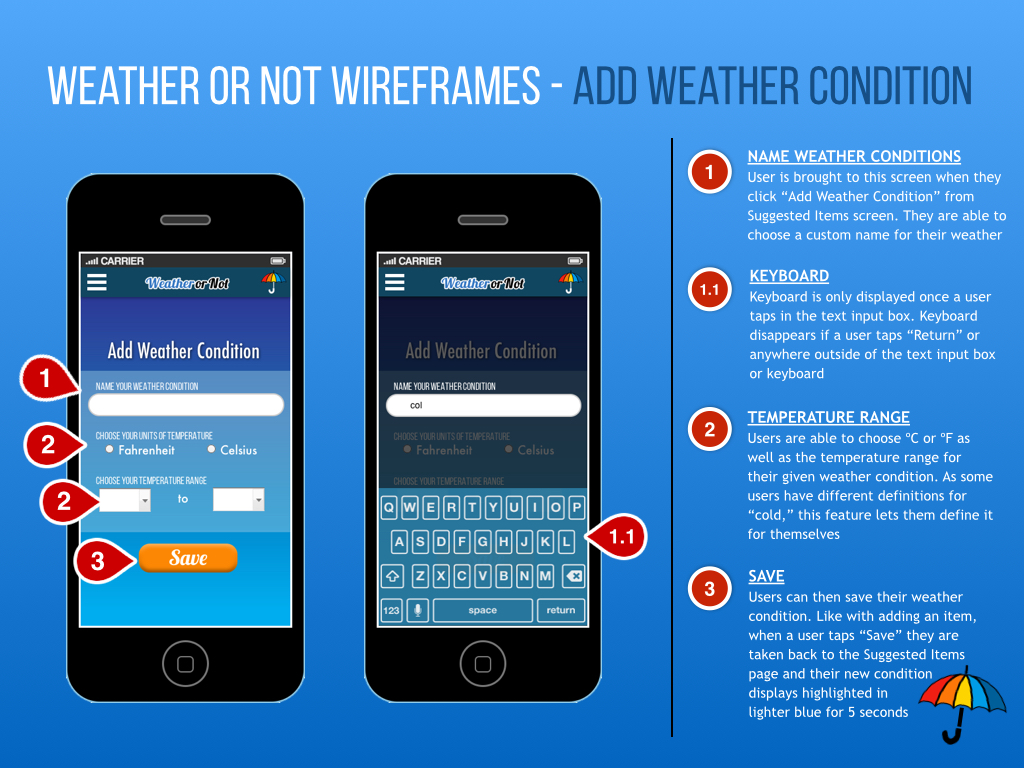 WEATHER OR NOT WIREFRAMES - ADD WEATHER CONDITION
CARRIER
Weather or Not
Add Weather Condition
1
NAME YOUR WEATHER CONDITION
2
CHOOSE YOUR UNITS OF TEMPERATURE
Fahrenheit
Celsius
2
CHOOSE YOUR TEMPERATURE RANGE
to
3
Save
CARRIER
Weather or Not
Add Weather Condition
NAME YOUR WEATHER CONDITION
col
CHOOSE YOUR UNITS OF TEMPERATURE
Fahrenheit
Celsius
CHOOSE YOUR TEMPERATURE RANGE
Q W E R T Y U I O P
A S D F G H J K L
1.1
Z X C V B N M
123
space
return
1
NAME WEATHER CONDITIONS
User is brought to this screen when they
click “Add Weather Condition” from
Suggested Items screen. They are able to
choose a custom name for their weather
1.1
KEYBOARD
Keyboard is only displayed once a user
taps in the text input box. Keyboard
disappears if a user taps “Return” or
anywhere outside of the text input box
or keyboard
2
TEMPERATURE RANGE
Users are able to choose ºC or ºF as
well as the temperature range for
their given weather condition. As some
users have different definitions for
“cold,” this feature lets them define it
for themselves
3
SAVE
Users can then save their weather
condition. Like with adding an item,
when a user taps “Save” they are
taken back to the Suggested Items
page and their new condition
displays highlighted in
lighter blue for 5 seconds